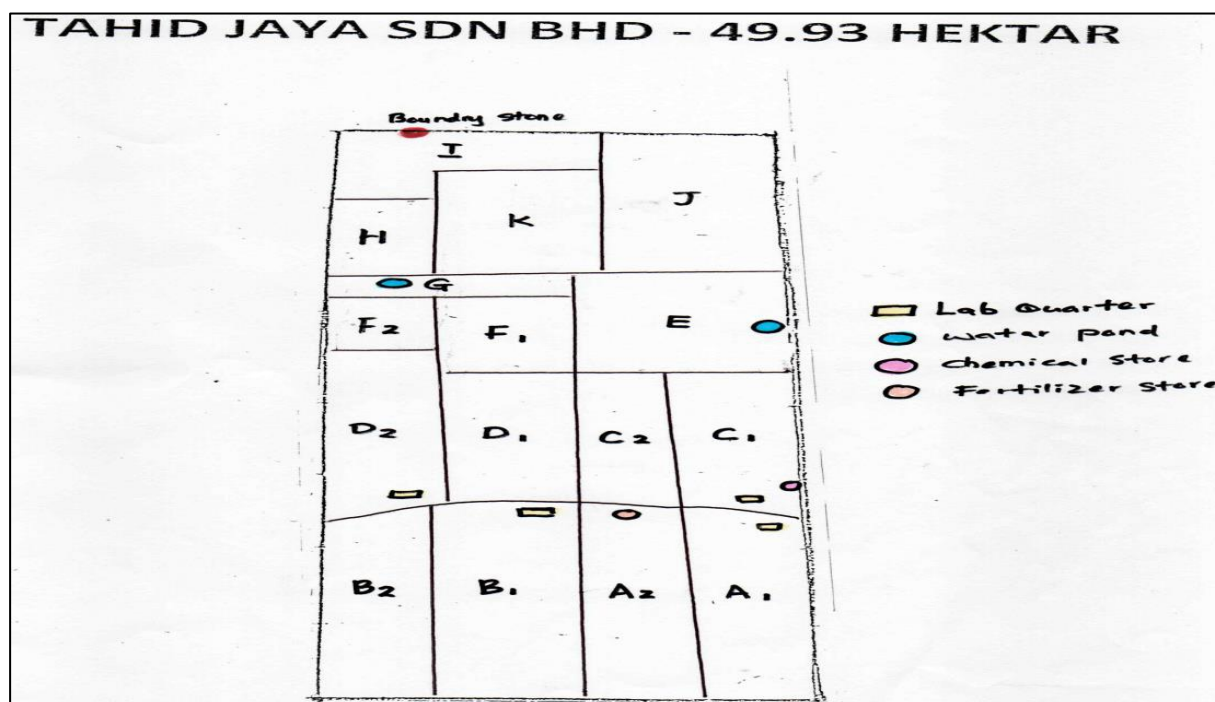 TAHID JAYA SDN BHD - 49.93 HEKTAR
Boundry Stone
I
J
K
H
G
F2
F1
E
D2
D1
C2
C1
B2
B1
A2
A1
Lab Quarter
Watar pond
Chemical Store
Fertilizer Store